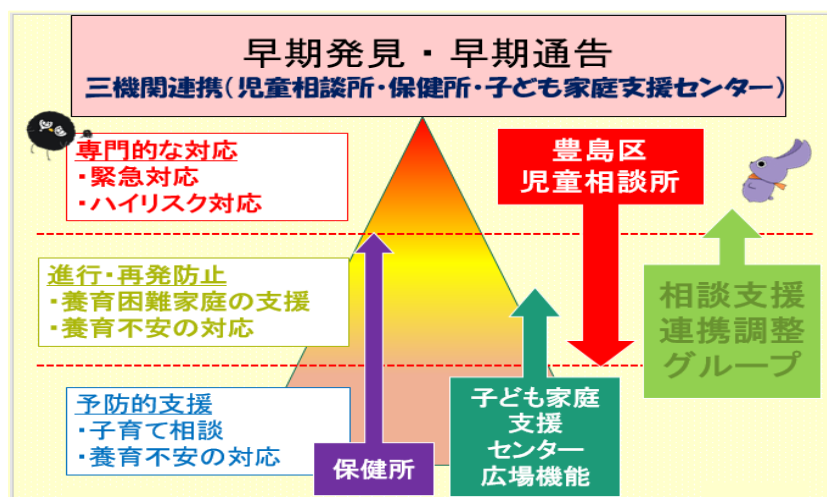 早期発見・早期通告
三機関連携(児童相談所・保健所・子ども家庭支援センター)
専門的な対応
・緊急対応
・ハイリスク対応
豊島区
児童相談所
進行・再発防止
・養育困難家庭の支援
・養育不安の対応
相談支援
連携調整
グループ
予防的支援
・子育て相談
・養育不安の対応
保健所
子ども家庭
支援
センター
広場機能